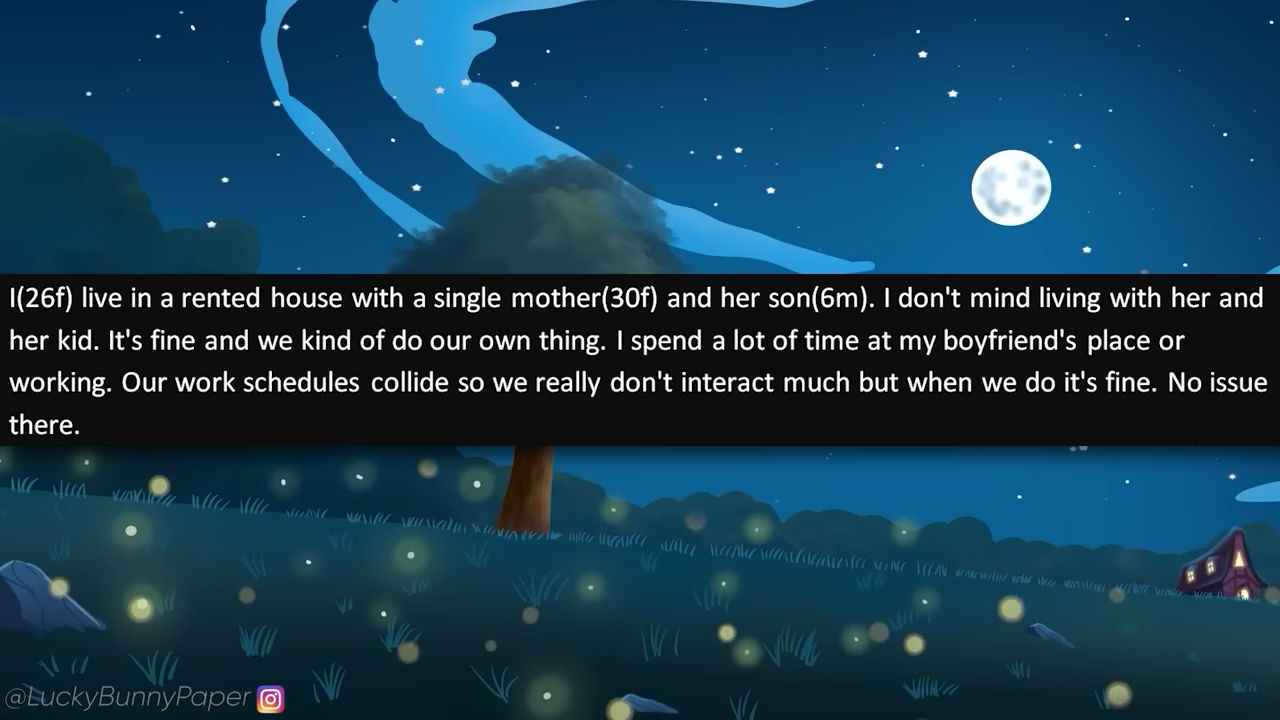 I(26f) live in a rented house with a single mother(30f) and her son(6m). I don't mind living with her and
her kid. It's fine and we kind of do our own thing. I spend a lot of time at my boyfriend's place or
working. Our work schedules collide so we really don't interact much but when we do it's fine. No issue
there.
@LuckyBunnyPaper